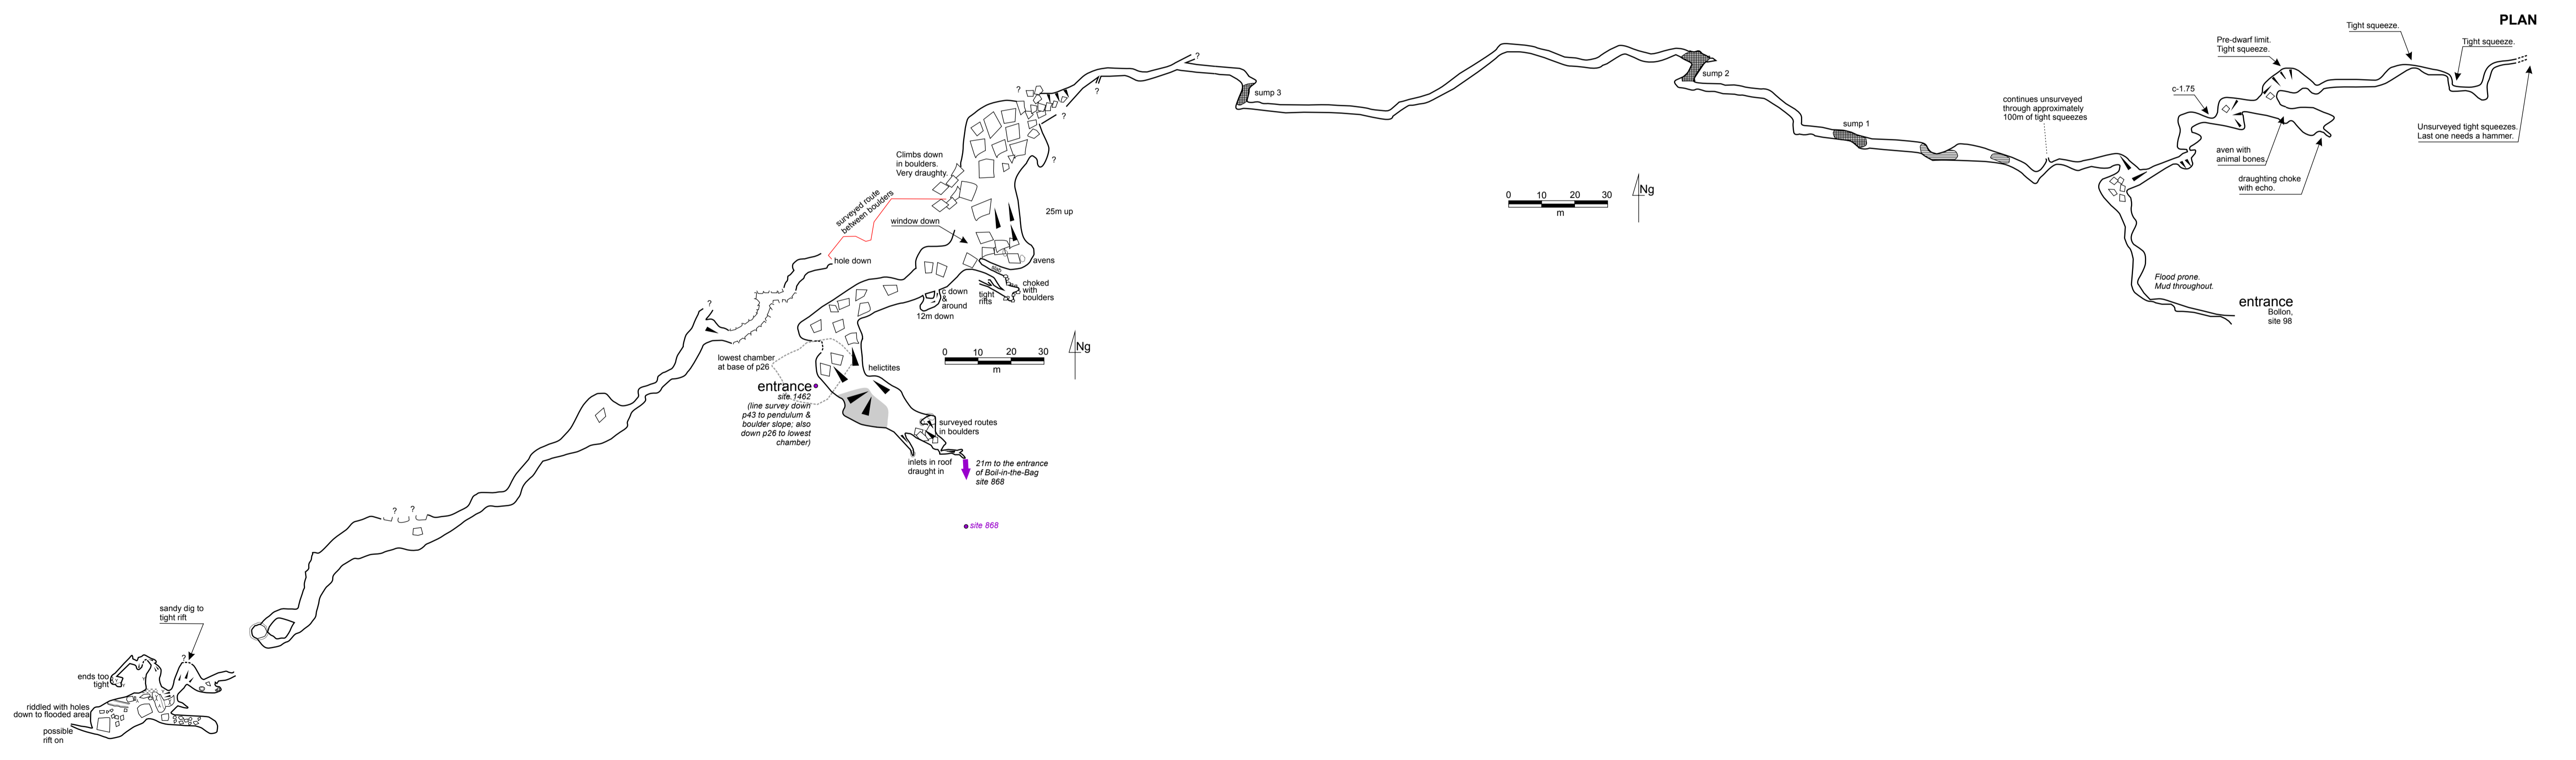 PLAN
Tight squeeze.
Pre-dwarf limit.
Tight squeeze.
Tight squeeze.
?
sump 2
sump 3
c-1.75
continues unsurveyed
through approximately
100m of tight squeezes
sump 1
Unsurveyed tight squeezes.
Last one needs a hammer.
aven with
animal bones.
draughting choke
with echo.
?
?
?
?
Climbs down
in boulders.
Very draughty.
surveyed route
between boulders
window down
25m up
0 10 20 30
m
Ng
hole down
avens
choked
with
boulders
tight
rifts
c down
&
around
12m down
Flood prone.
Mud throughout.
entrance
Bollon,
site 98
?
lowest chamber
at base of p26
0 10 20 30
m
Ng
helictites
entrance
site.1462
(line survey down
p43 to pendulum &
boulder slope; also
down p26 to lowest
chamber)
surveyed routes
in boulders
inlets in roof
draught in
21m to the entrance
of Boil-in-the-Bag
site 868
site 868
? ?
sandy dig to
tight rift
?
ends too
tight
riddled with holes
down to flooded area
possible
rift on